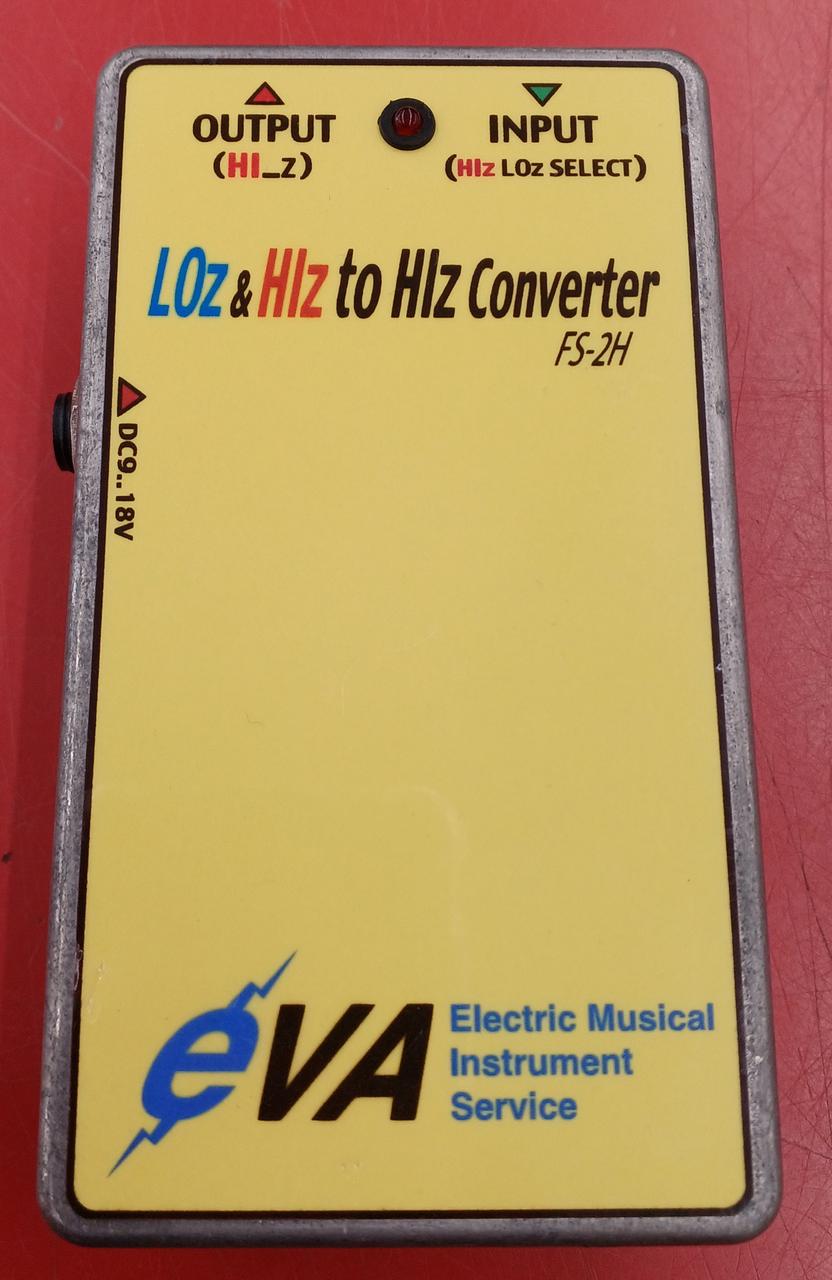 OUTPUT
(HI_Z)
INPUT
(HIz LOz SELECT)
LOz & HIz to HIz Converter
FS-2H
DC9..18V
eVA
Electric Musical
Instrument
Service